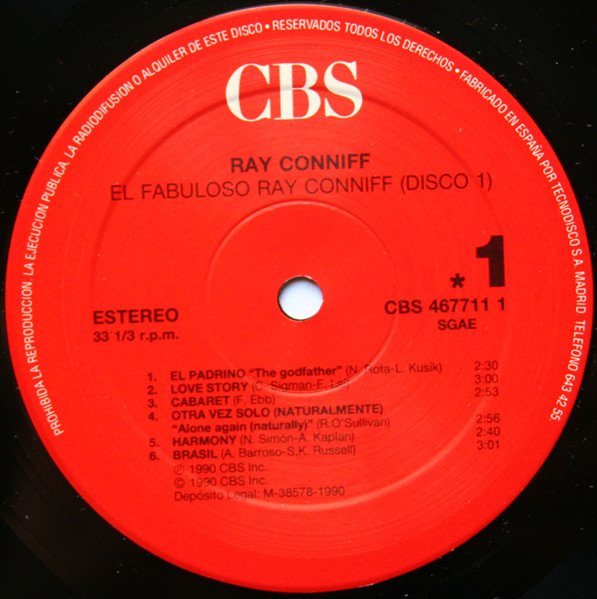 PROHIBIDA LA REPRODUCCION, LA EJECUCION PUBLICA, LA RADIODIFUSION O ALQUILER DE ESTE DISCO • RESERVADOS TODOS LOS DERECHOS • FABRICADO EN ESPAÑA POR TECNODISCO S.A. MADRID TELEFONO 643 42 55
CBS
RAY CONNIFF
EL FABULOSO RAY CONNIFF (DISCO 1)
* 1
ESTEREO
33 1/3 r.p.m.
CBS 467711 1
SGAE
1. EL PADRINO "The godfather" (N. Rota-L. Kusik) 2:30
2. LOVE STORY (C. Sigman-F. Lai) 3:00
3. CABARET (F. Ebb) 2:53
4. OTRA VEZ SOLO (NATURALMENTE)
"Alone again (naturally)" (R.O'Sullivan) 2:56
5. HARMONY (N. Simón-A. Kaplan) 2:40
6. BRASIL (A. Barroso-S.K. Russell) 3:01
℗ 1990 CBS Inc.
© 1990 CBS Inc.
Depósito Legal: M-38578-1990